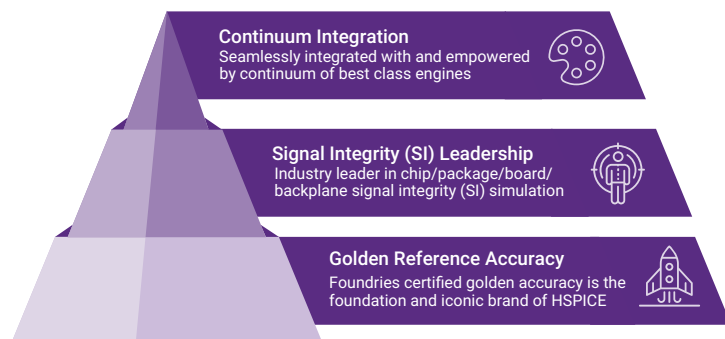 Continuum Integration
Seamlessly integrated with and empowered
by continuum of best class engines
Signal Integrity (SI) Leadership
Industry leader in chip/package/board/
backplane signal integrity (SI) simulation
Golden Reference Accuracy
Foundries certified golden accuracy is the
foundation and iconic brand of HSPICE